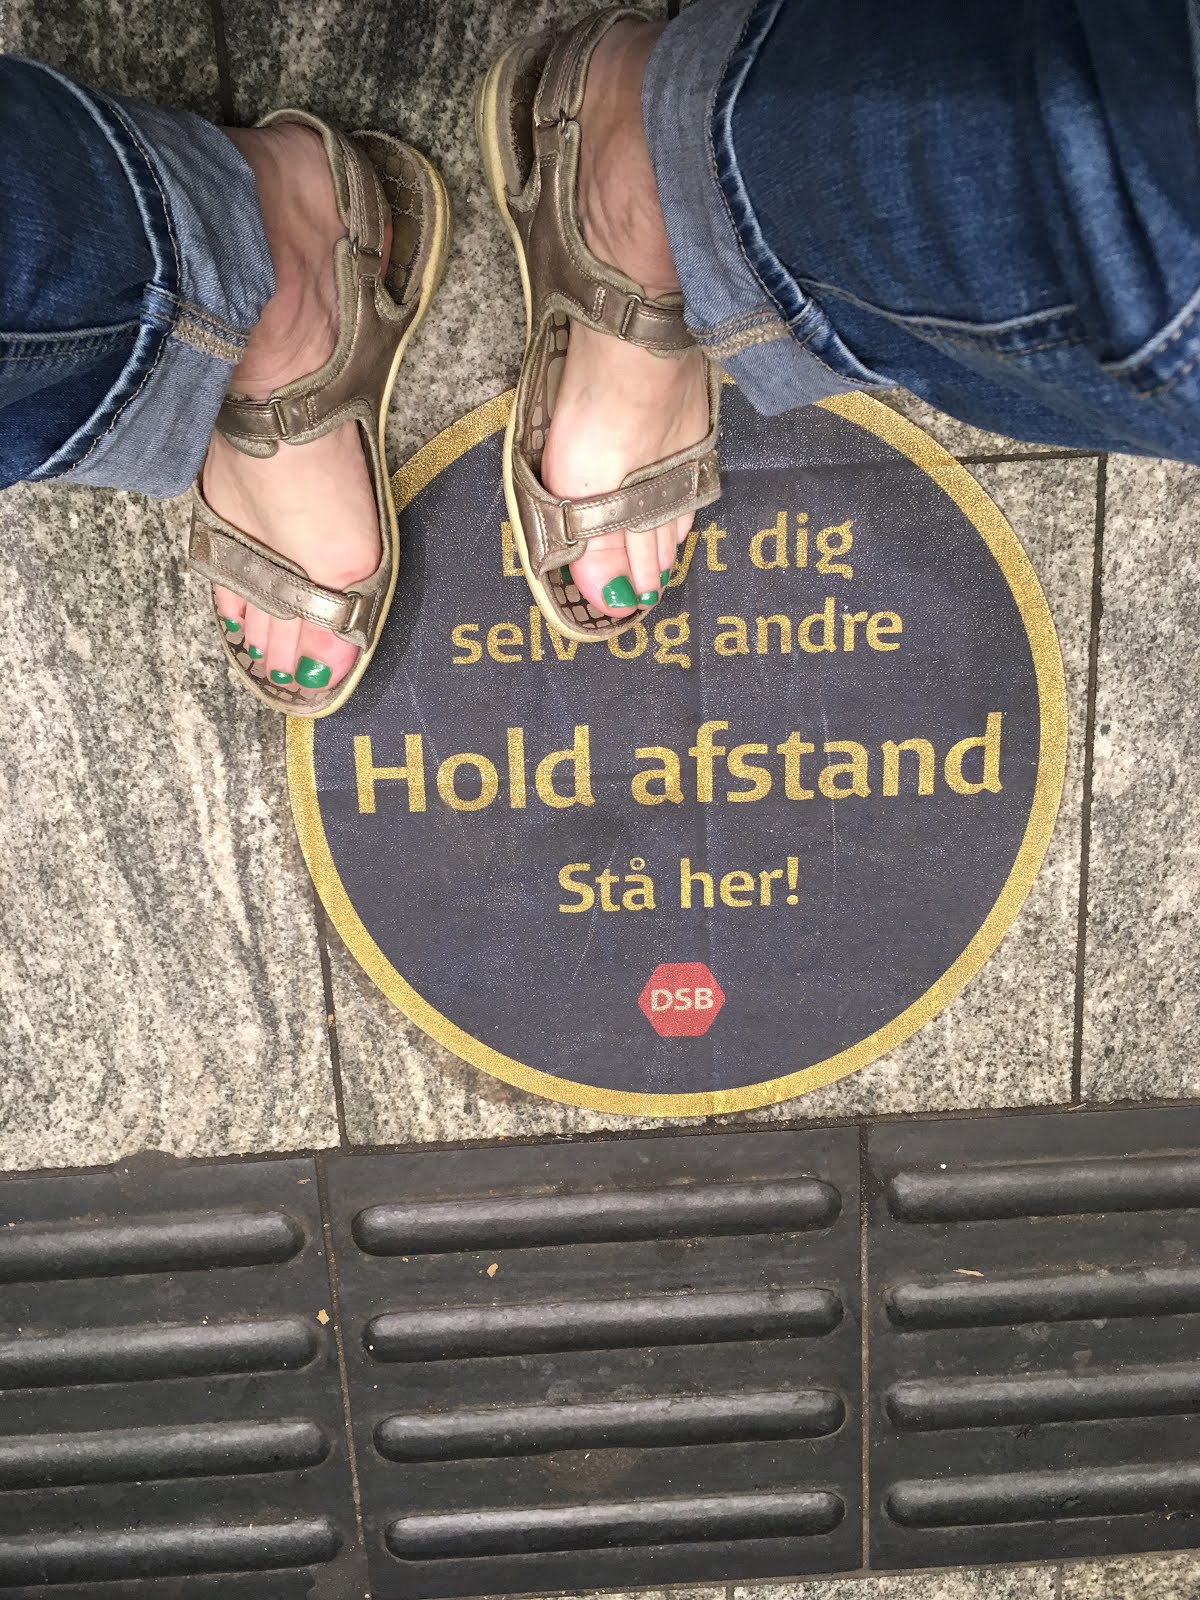 dig
selv og andre
Hold afstand
Stå her!
DSB